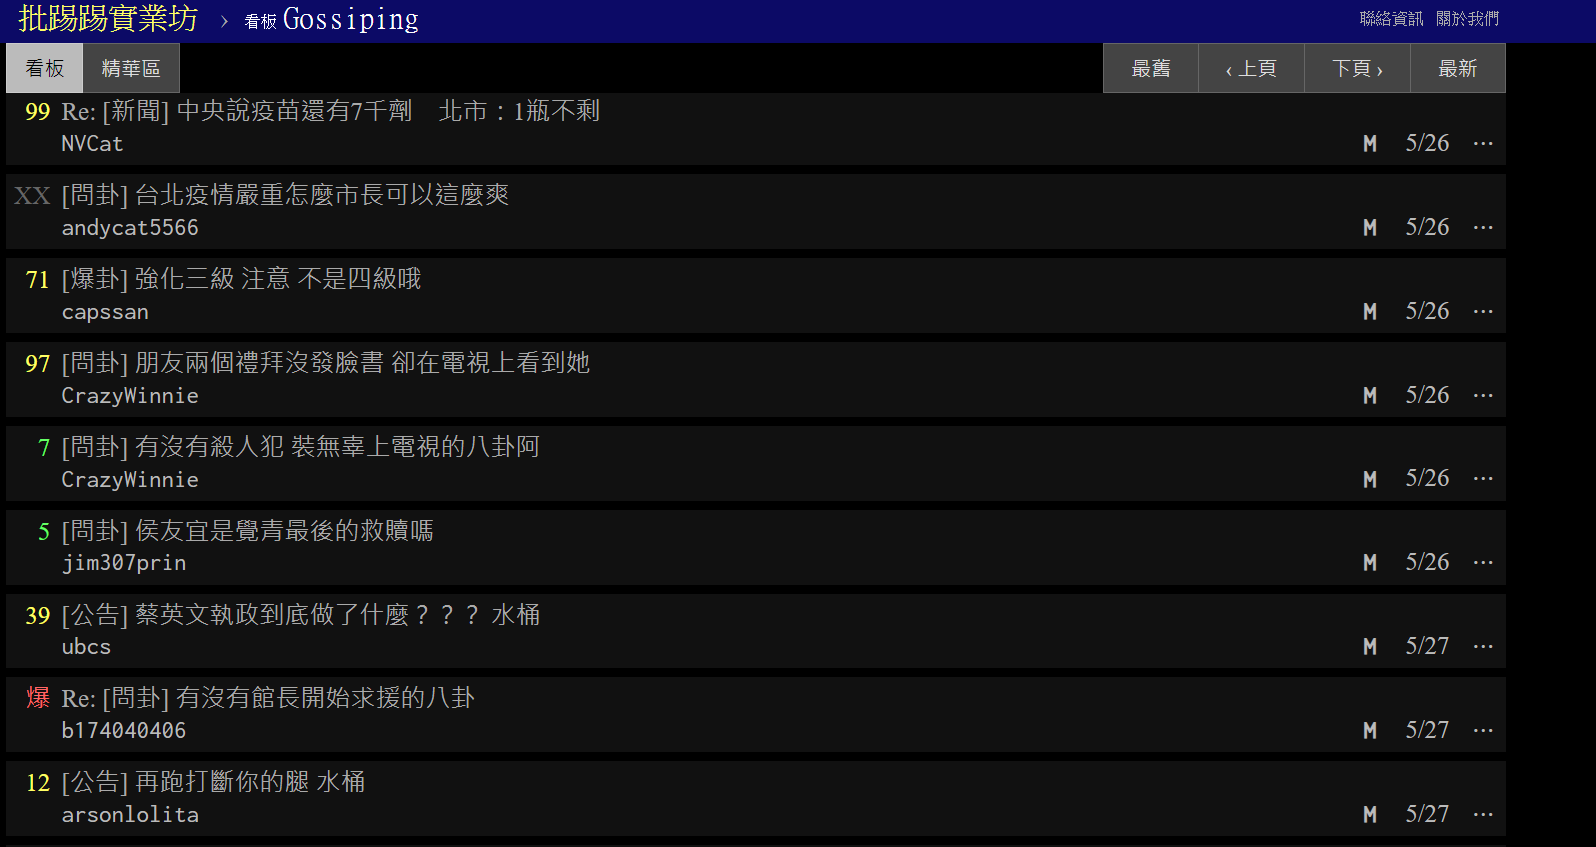 批踢踢實業坊 › 看板 Gossiping 聯絡資訊 關於我們
看板 精華區 最舊 ‹ 上頁 下頁 › 最新
99 Re: [新聞] 中央說疫苗還有7千劑　北市：1瓶不剩
NVCat M 5/26 ⋯
XX [問卦] 台北疫情嚴重怎麼市長可以這麼爽
andycat5566 M 5/26 ⋯
71 [爆卦] 強化三級 注意 不是四級哦
capssan M 5/26 ⋯
97 [問卦] 朋友兩個禮拜沒發臉書 卻在電視上看到她
CrazyWinnie M 5/26 ⋯
7 [問卦] 有沒有殺人犯 裝無辜上電視的八卦阿
CrazyWinnie M 5/26 ⋯
5 [問卦] 侯友宜是覺青最後的救贖嗎
jim307prin M 5/26 ⋯
39 [公告] 蔡英文執政到底做了什麼？？？ 水桶
ubcs M 5/27 ⋯
爆 Re: [問卦] 有沒有館長開始求援的八卦
b174040406 M 5/27 ⋯
12 [公告] 再跑打斷你的腿 水桶
arsonlolita M 5/27 ⋯